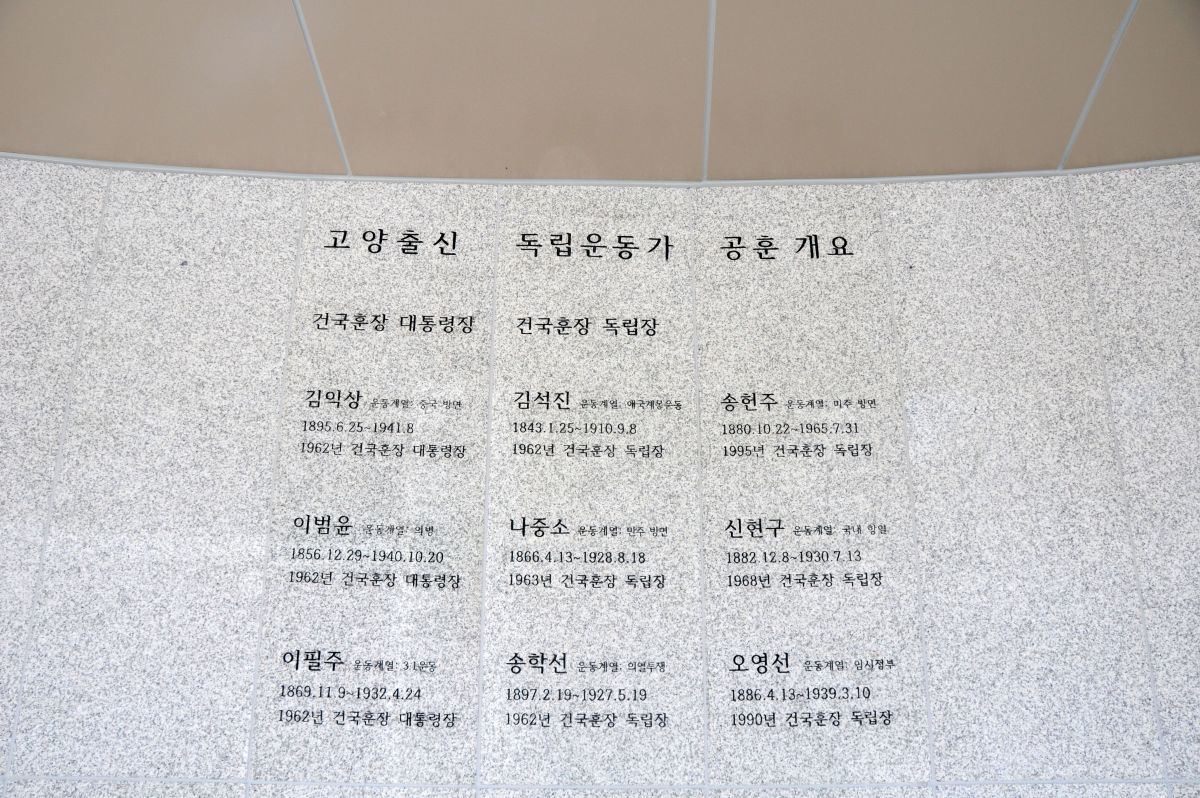 고양출신 독립운동가 공훈 개요
건국훈장 대통령장
김익상 운동계열: 중국 방면
1895.6.25~1941.8
1962년 건국훈장 대통령장
이범윤 운동계열: 의병
1856.12.29~1940.10.20
1962년 건국훈장 대통령장
이필주 운동계열: 3·1운동
1869.11.9~1932.4.24
1962년 건국훈장 대통령장
건국훈장 독립장
김석진 운동계열: 애국계몽운동
1843.1.25~1910.9.8
1962년 건국훈장 독립장
나중소 운동계열: 만주 방면
1866.4.13~1928.8.18
1963년 건국훈장 독립장
송학선 운동계열: 의열투쟁
1897.2.19~1927.5.19
1962년 건국훈장 독립장
송헌주 운동계열: 미주 방면
1880.10.22~1965.7.31
1995년 건국훈장 독립장
신현구 운동계열: 국내 항일
1882.12.8~1930.7.13
1968년 건국훈장 독립장
오영선 운동계열: 임시정부
1886.4.13~1939.3.10
1990년 건국훈장 독립장